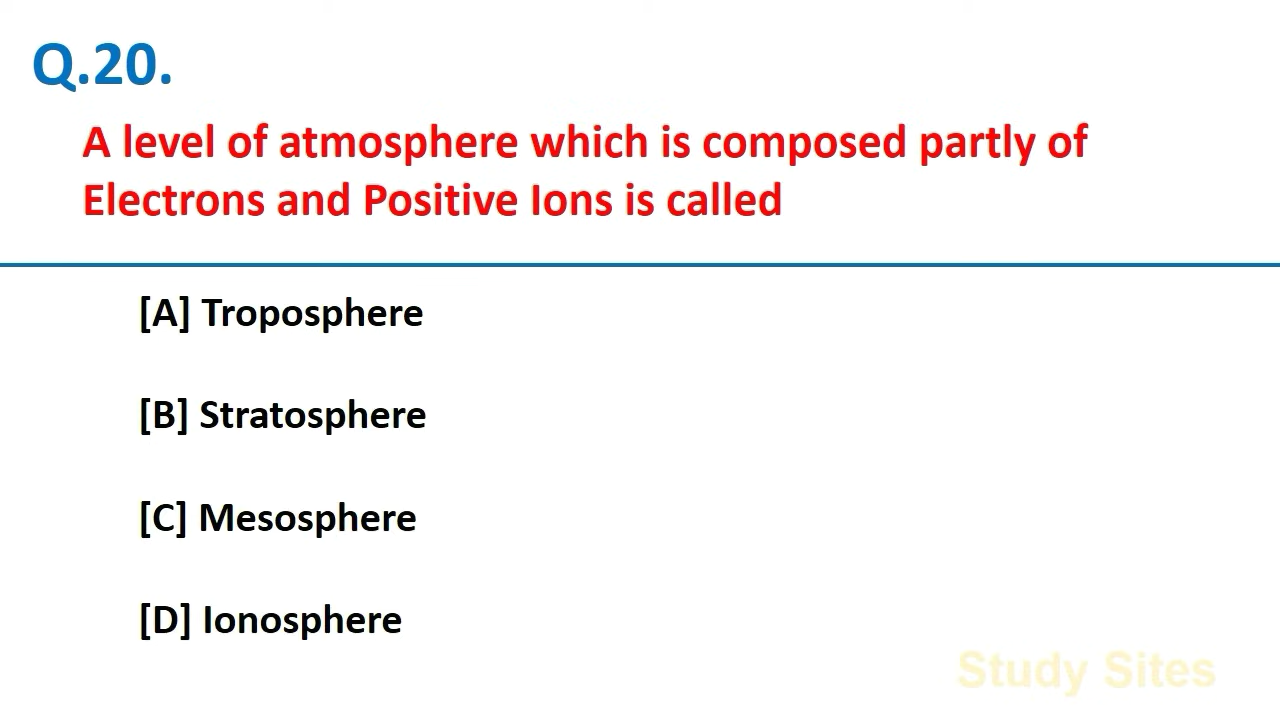 Q.20.
A level of atmosphere which is composed partly of
Electrons and Positive Ions is called
[A] Troposphere
[B] Stratosphere
[C] Mesosphere
[D] Ionosphere
Study Sites